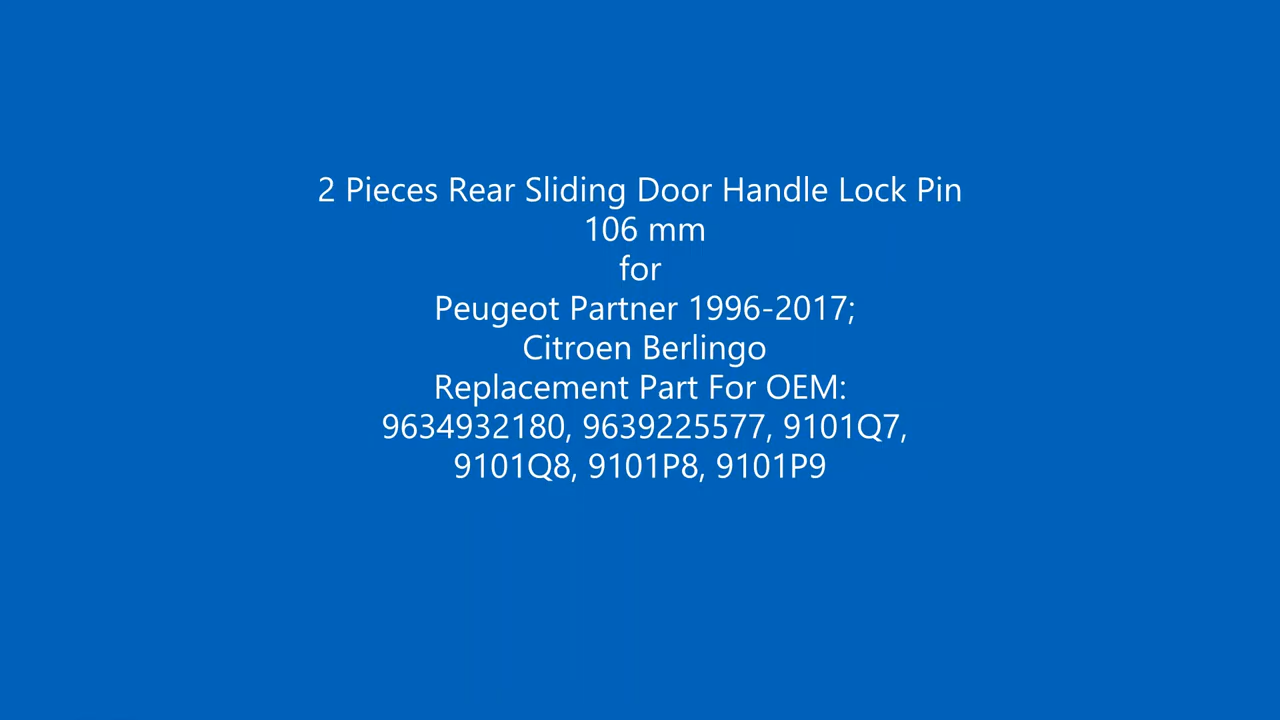 2 Pieces Rear Sliding Door Handle Lock Pin
106 mm
for
Peugeot Partner 1996-2017;
Citroen Berlingo
Replacement Part For OEM:
9634932180, 9639225577, 9101Q7,
9101Q8, 9101P8, 9101P9